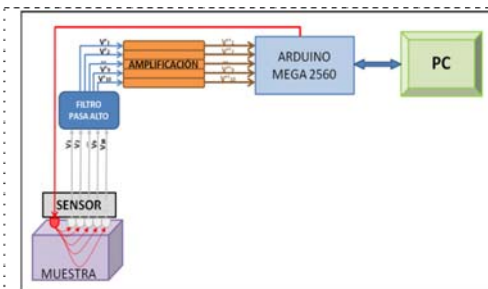 AMPLIFICACIÓN
ARDUINO
MEGA 2560
PC
FILTRO
PASA ALTO
SENSOR
MUESTRA